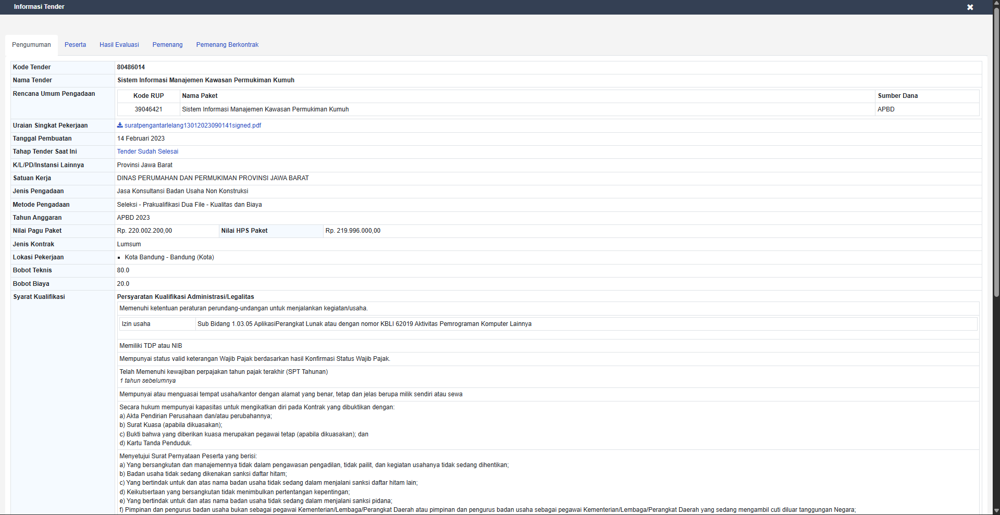 Informasi Tender
Pengumuman Peserta Hasil Evaluasi Pemenang Pemenang Berkontrak
Kode Tender 80486014
Nama Tender Sistem Informasi Manajemen Kawasan Permukiman Kumuh
Rencana Umum Pengadaan Kode RUP Nama Paket Sumber Dana
39046421 Sistem Informasi Manajemen Kawasan Permukiman Kumuh APBD
Uraian Singkat Pekerjaan suratpengantarlelang13012023090141signed.pdf
Tanggal Pembuatan 14 Februari 2023
Tahap Tender Saat Ini Tender Sudah Selesai
K/L/PD/Instansi Lainnya Provinsi Jawa Barat
Satuan Kerja DINAS PERUMAHAN DAN PERMUKIMAN PROVINSI JAWA BARAT
Jenis Pengadaan Jasa Konsultansi Badan Usaha Non Konstruksi
Metode Pengadaan Seleksi - Prakualifikasi Dua File - Kualitas dan Biaya
Tahun Anggaran APBD 2023
Nilai Pagu Paket Rp. 220.002.200,00 Nilai HPS Paket Rp. 219.996.000,00
Jenis Kontrak Lumsum
Lokasi Pekerjaan Kota Bandung - Bandung (Kota)
Bobot Teknis 80.0
Bobot Biaya 20.0
Syarat Kualifikasi Persyaratan Kualifikasi Administrasi/Legalitas
Memenuhi ketentuan peraturan perundang-undangan untuk menjalankan kegiatan/usaha.
Izin usaha Sub Bidang 1.03.05 AplikasiPerangkat Lunak atau dengan nomor KBLI 62019 Aktivitas Pemrograman Komputer Lainnya
Memiliki TDP atau NIB
Mempunyai status valid keterangan Wajib Pajak berdasarkan hasil Konfirmasi Status Wajib Pajak.
Telah Memenuhi kewajiban perpajakan tahun pajak terakhir (SPT Tahunan)
1 tahun sebelumnya
Mempunyai atau menguasai tempat usaha/kantor dengan alamat yang benar, tetap dan jelas berupa milik sendiri atau sewa
Secara hukum mempunyai kapasitas untuk mengikatkan diri pada Kontrak yang dibuktikan dengan:
a) Akta Pendirian Perusahaan dan/atau perubahannya;
b) Surat Kuasa (apabila dikuasakan);
c) Bukti bahwa yang diberikan kuasa merupakan pegawai tetap (apabila dikuasakan); dan
d) Kartu Tanda Penduduk.
Menyetujui Surat Pernyataan Peserta yang berisi:
a) Yang bersangkutan dan manajemennya tidak dalam pengawasan pengadilan, tidak pailit, dan kegiatan usahanya tidak sedang dihentikan;
b) Badan usaha tidak sedang dikenakan sanksi daftar hitam;
c) Yang bertindak untuk dan atas nama badan usaha tidak sedang dalam menjalani sanksi daftar hitam lain;
d) Keikutsertaan yang bersangkutan tidak menimbulkan pertentangan kepentingan;
e) Yang bertindak untuk dan atas nama badan usaha tidak sedang dalam menjalani sanksi pidana;
f) Pimpinan dan pengurus badan usaha bukan sebagai pegawai Kementerian/Lembaga/Perangkat Daerah atau pimpinan dan pengurus badan usaha sebagai pegawai Kementerian/Lembaga/Perangkat Daerah yang sedang mengambil cuti diluar tanggungan Negara;